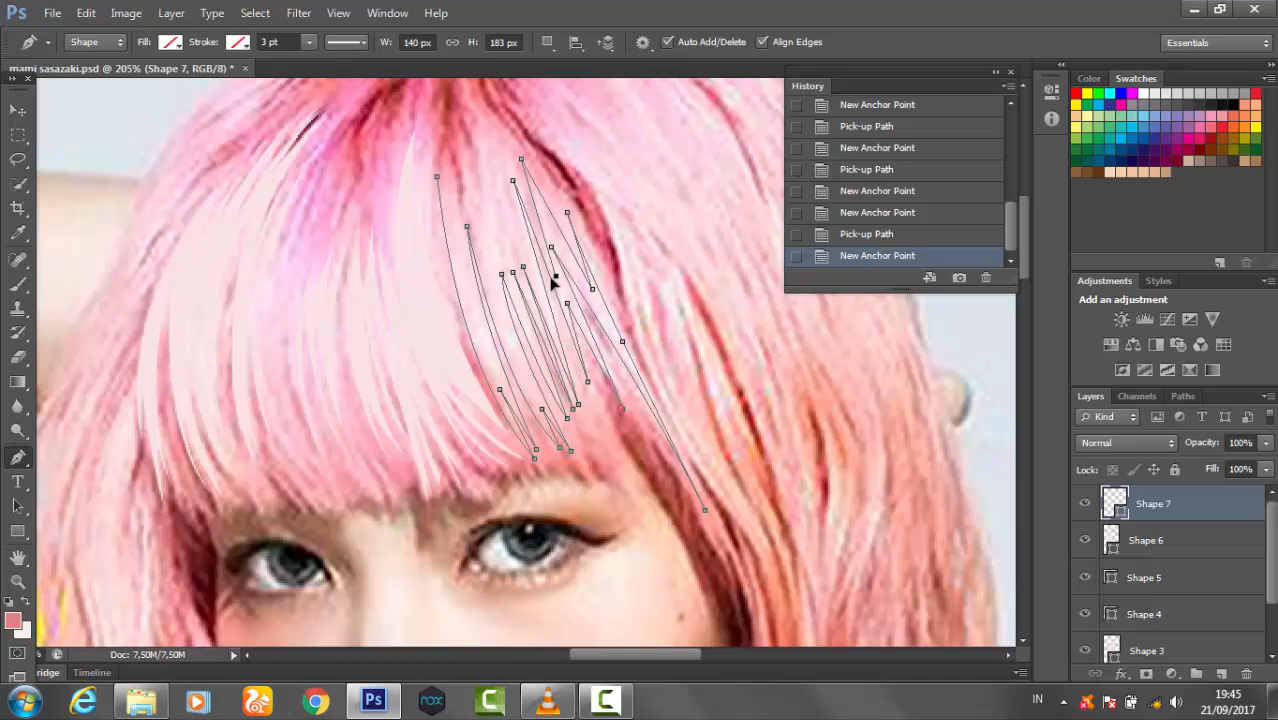 Ps File Edit Image Layer Type Select Filter View Window Help
Shape Fill: Stroke: 3 pt W: 140 px H: 183 px Auto Add/Delete Align Edges Essentials
mami sasazaki.psd @ 205% (Shape 7, RGB/8) * ×
History
New Anchor Point
Pick-up Path
New Anchor Point
Pick-up Path
New Anchor Point
New Anchor Point
Pick-up Path
New Anchor Point
Color Swatches
Adjustments Styles
Add an adjustment
Layers Channels Paths
Kind
Normal Opacity: 100%
Lock: Fill: 100%
Shape 7
Shape 6
Shape 5
Shape 4
Shape 3
Doc: 7,50M/7,50M
ridge Timeline
Ps nox C C IN 19:45
21/09/2017